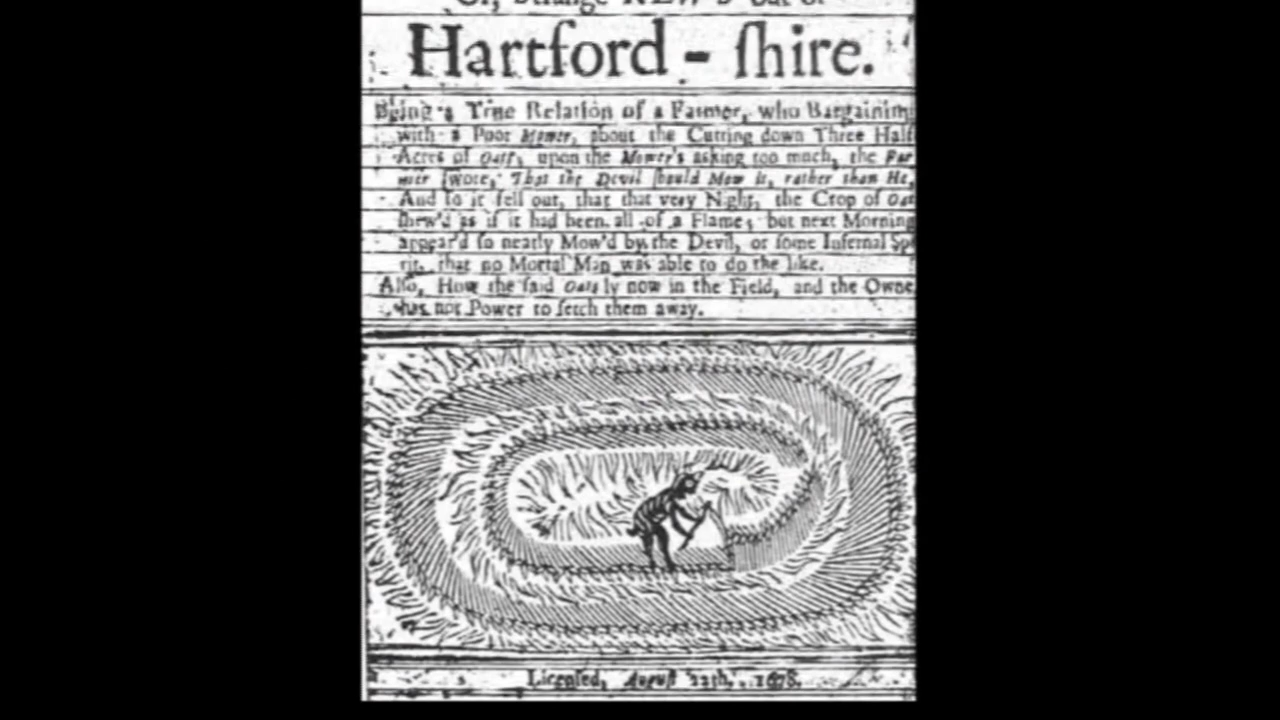 Or, Strange NEWS out of
Hartford-ſhire.
Being a True Relation of a Farmer, who Bargaining
with a Poor Mower, about the Cutting down Three Half
Acres of Oats, upon the Mower's asking too much, the Far
mer ſwore, That the Devil ſhould Mow it, rather than He,
And ſo it fell out, that that very Night, the Crop of Oat
ſhew'd as if it had been all of a Flame; but next Morning
appear'd ſo neatly Mow'd by the Devil, or ſome Infernal Spi
rit, that no Mortal Man was able to do the like.
Alſo, How the ſaid Oats ly now in the Field, and the Owne
has not Power to fetch them away.
Licenſed, Auguſt 22th, 1678.